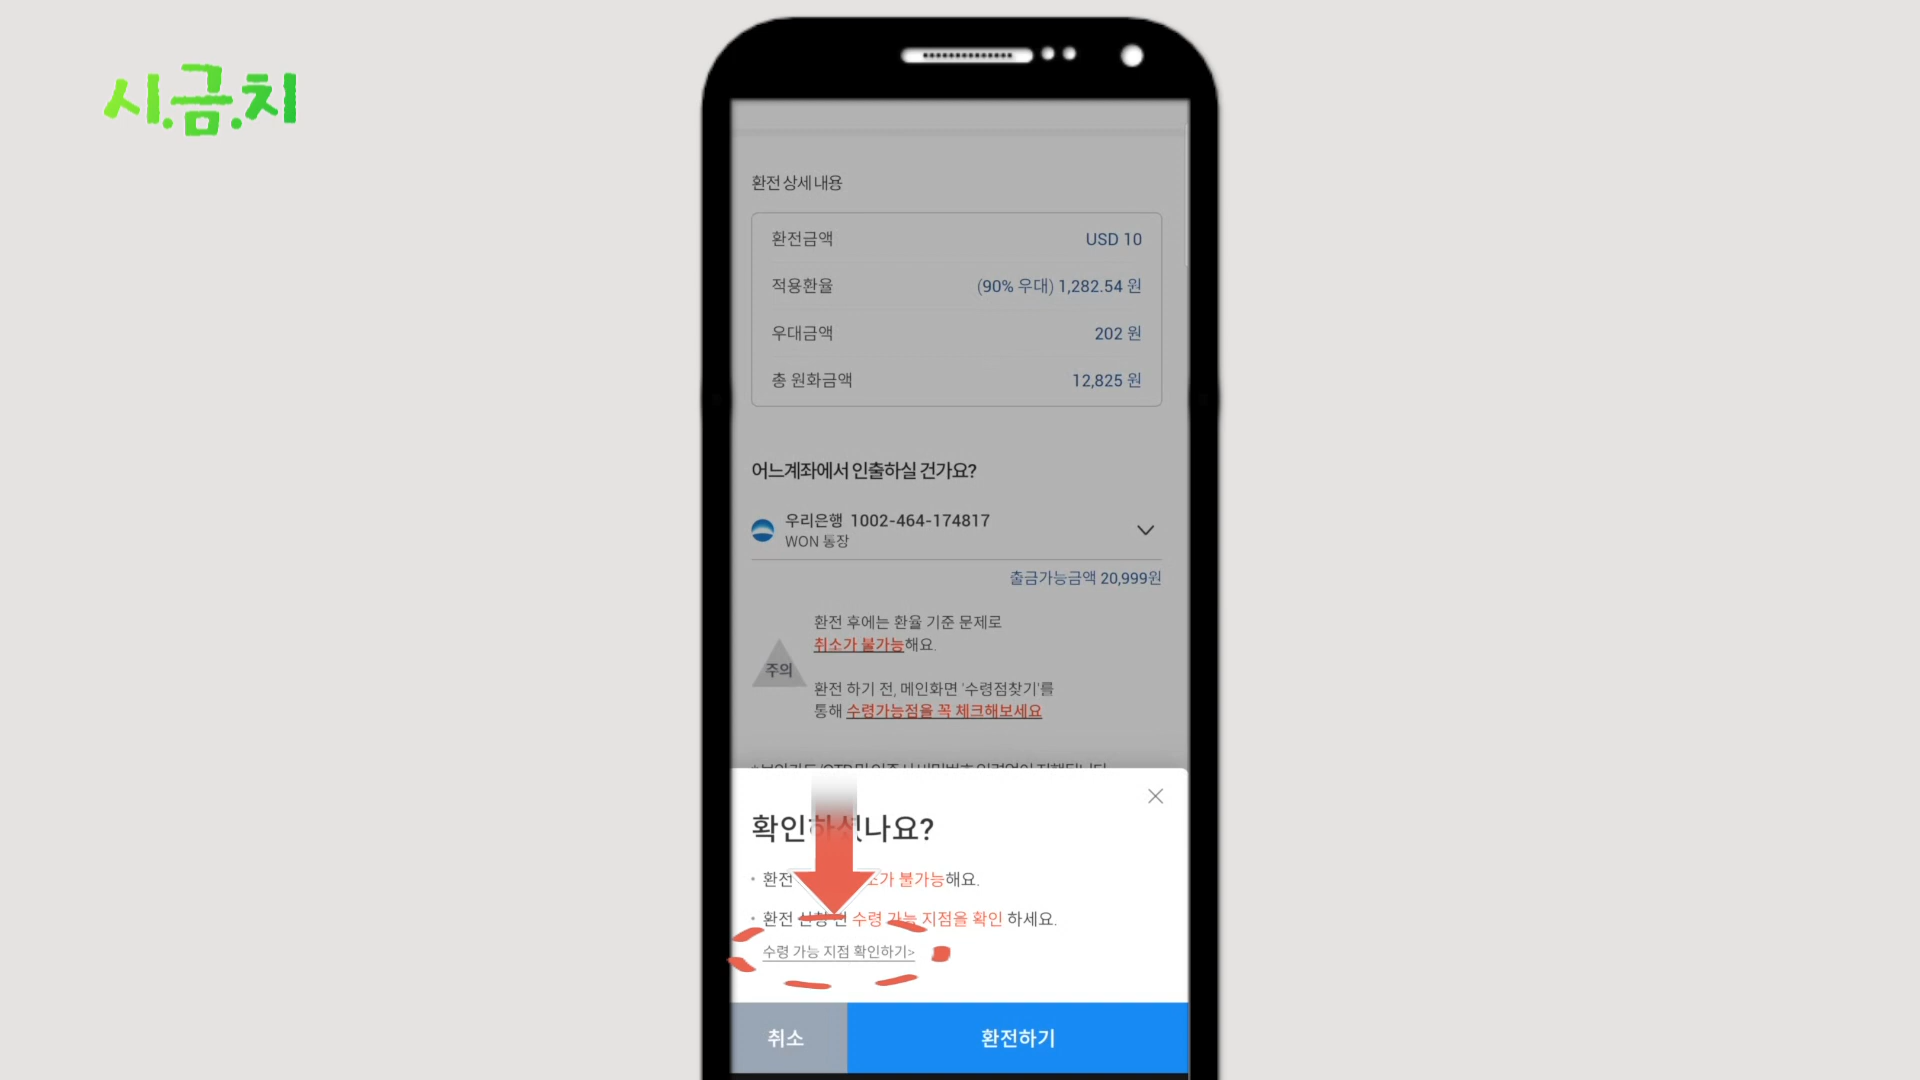 시.금.치
환전 상세 내용
환전금액 USD 10
적용환율 (90% 우대) 1,282.54 원
우대금액 202 원
총 원화금액 12,825 원
어느계좌에서 인출하실 건가요?
우리은행 1002-464-174817
WON 통장
출금가능금액 20,999원
환전 후에는 환율 기준 문제로
취소가 불가능해요.
주의
환전 하기 전, 메인화면 '수령점찾기'를
통해 수령가능점을 꼭 체크해보세요
확인하셨나요?
• 환전 불가능해요.
• 환전 신청 전 수령 가능 지점을 확인 하세요.
수령 가능 지점 확인하기>
취소
환전하기